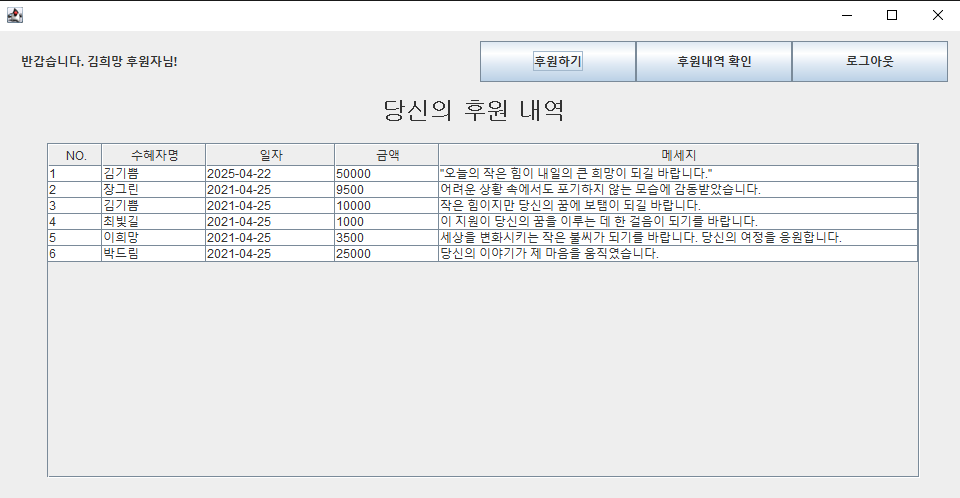 반갑습니다. 김희망 후원자님!
후원하기 후원내역 확인 로그아웃
당신의 후원 내역
NO. 수혜자명 일자 금액 메세지
1 김기쁨 2025-04-22 50000 "오늘의 작은 힘이 내일의 큰 희망이 되길 바랍니다."
2 장그린 2021-04-25 9500 어려운 상황 속에서도 포기하지 않는 모습에 감동받았습니다.
3 김기쁨 2021-04-25 10000 작은 힘이지만 당신의 꿈에 보탬이 되길 바랍니다.
4 최빛길 2021-04-25 1000 이 지원이 당신의 꿈을 이루는 데 한 걸음이 되기를 바랍니다.
5 이희망 2021-04-25 3500 세상을 변화시키는 작은 불씨가 되기를 바랍니다. 당신의 여정을 응원합니다.
6 박드림 2021-04-25 25000 당신의 이야기가 제 마음을 움직였습니다.